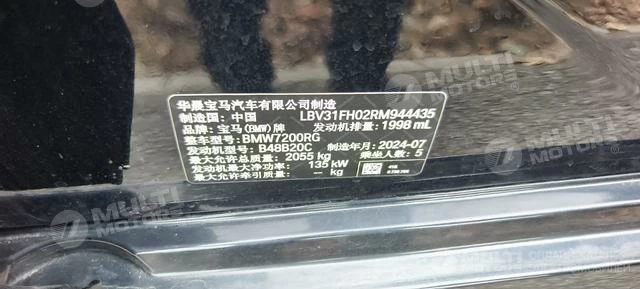 华晨宝马汽车有限公司制造
制造国: 中国 LBV31FH02RM944435
品牌: 宝马(BMW)牌 发动机排量: 1998 mL
整车型号: BMW7200RG
发动机型号: B48B20C 制造年月: 2024-07
最大允许总质量: 2055 kg 乘坐人数: 5
发动机最大净功率: 135 kW
最大允许牵引质量: — kg
MULTI MOTORS
MULTI MOTORS
MULTI MOTORS
MULTI MOTORS